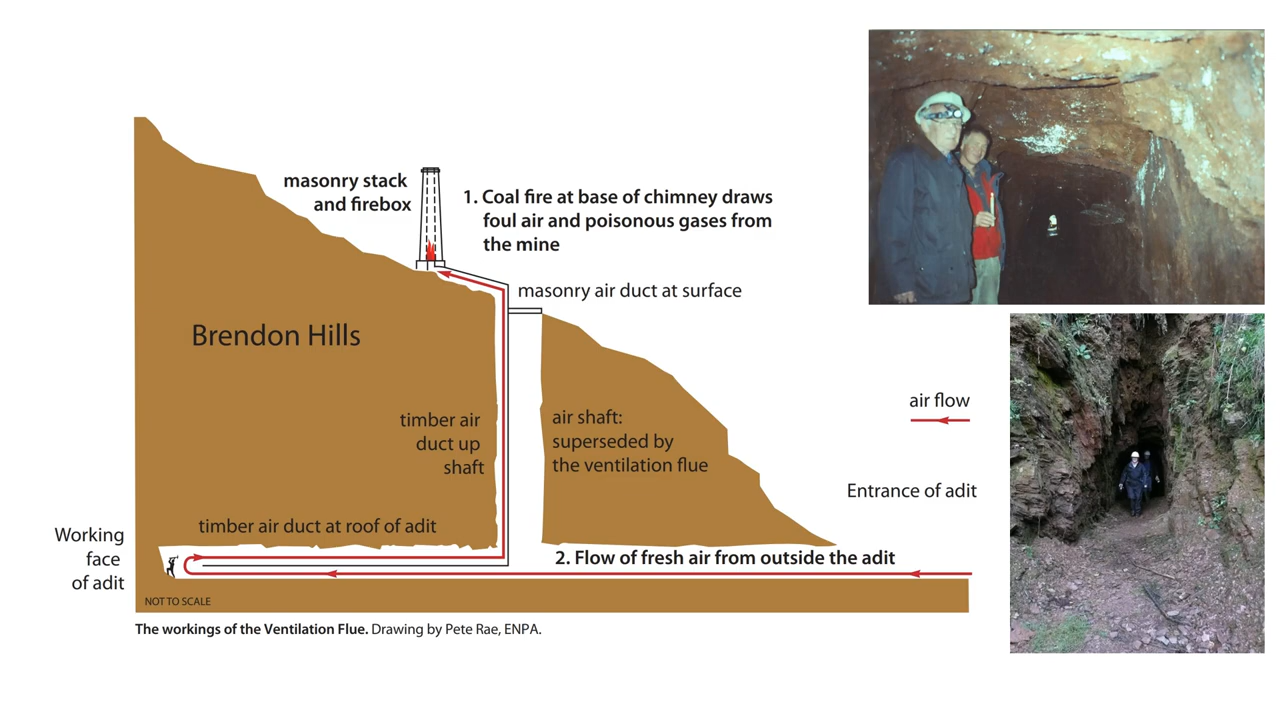 masonry stack
and firebox
1. Coal fire at base of chimney draws
foul air and poisonous gases from
the mine
masonry air duct at surface
Brendon Hills
timber air
duct up
shaft
air shaft:
superseded by
the ventilation flue
air flow
Entrance of adit
timber air duct at roof of adit
Working
face
of adit
2. Flow of fresh air from outside the adit
NOT TO SCALE
The workings of the Ventilation Flue. Drawing by Pete Rae, ENPA.